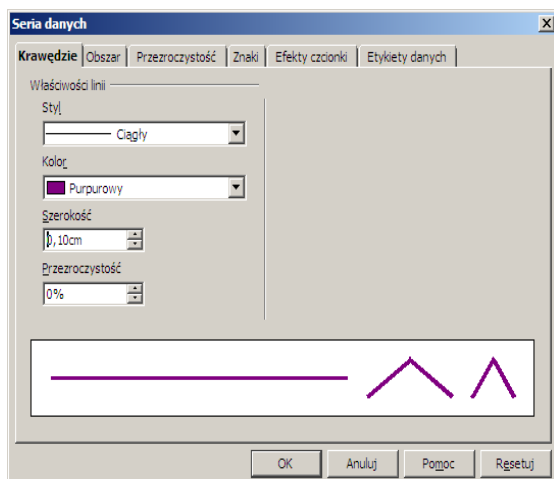 Seria danych
Krawędzie Obszar Przezroczystość Znaki Efekty czcionki Etykiety danych
Właściwości linii
Styl
Ciągły
Kolor
Purpurowy
Szerokość
0,10cm
Przezroczystość
0%
OK Anuluj Pomoc Resetuj